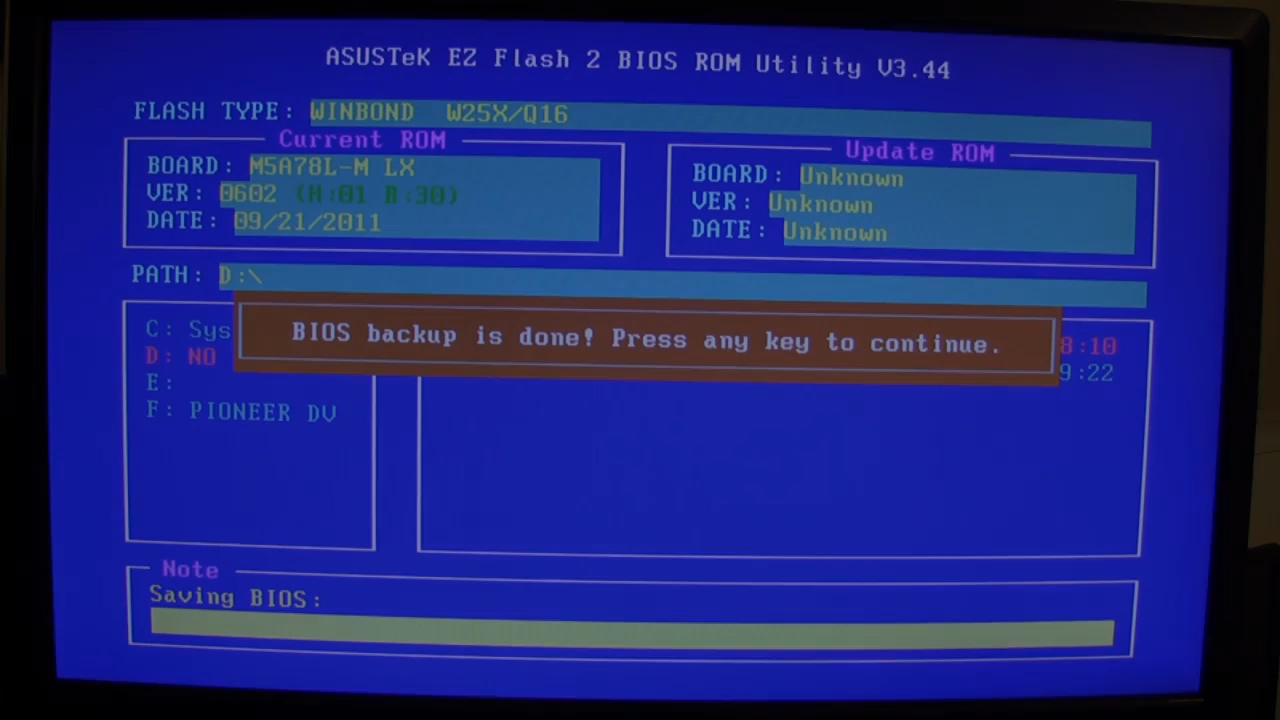 ASUSTeK EZ Flash 2 BIOS ROM Utility V3.44
FLASH TYPE: WINBOND W25X/Q16
Current ROM
BOARD: M5A78L-M LX
VER: 0602 (H:01 B:30)
DATE: 09/21/2011
Update ROM
BOARD: Unknown
VER: Unknown
DATE: Unknown
PATH: D:\
C: Sys
D: NO
E:
F: PIONEER DV
BIOS backup is done! Press any key to continue.
8:10
9:22
Note
Saving BIOS: